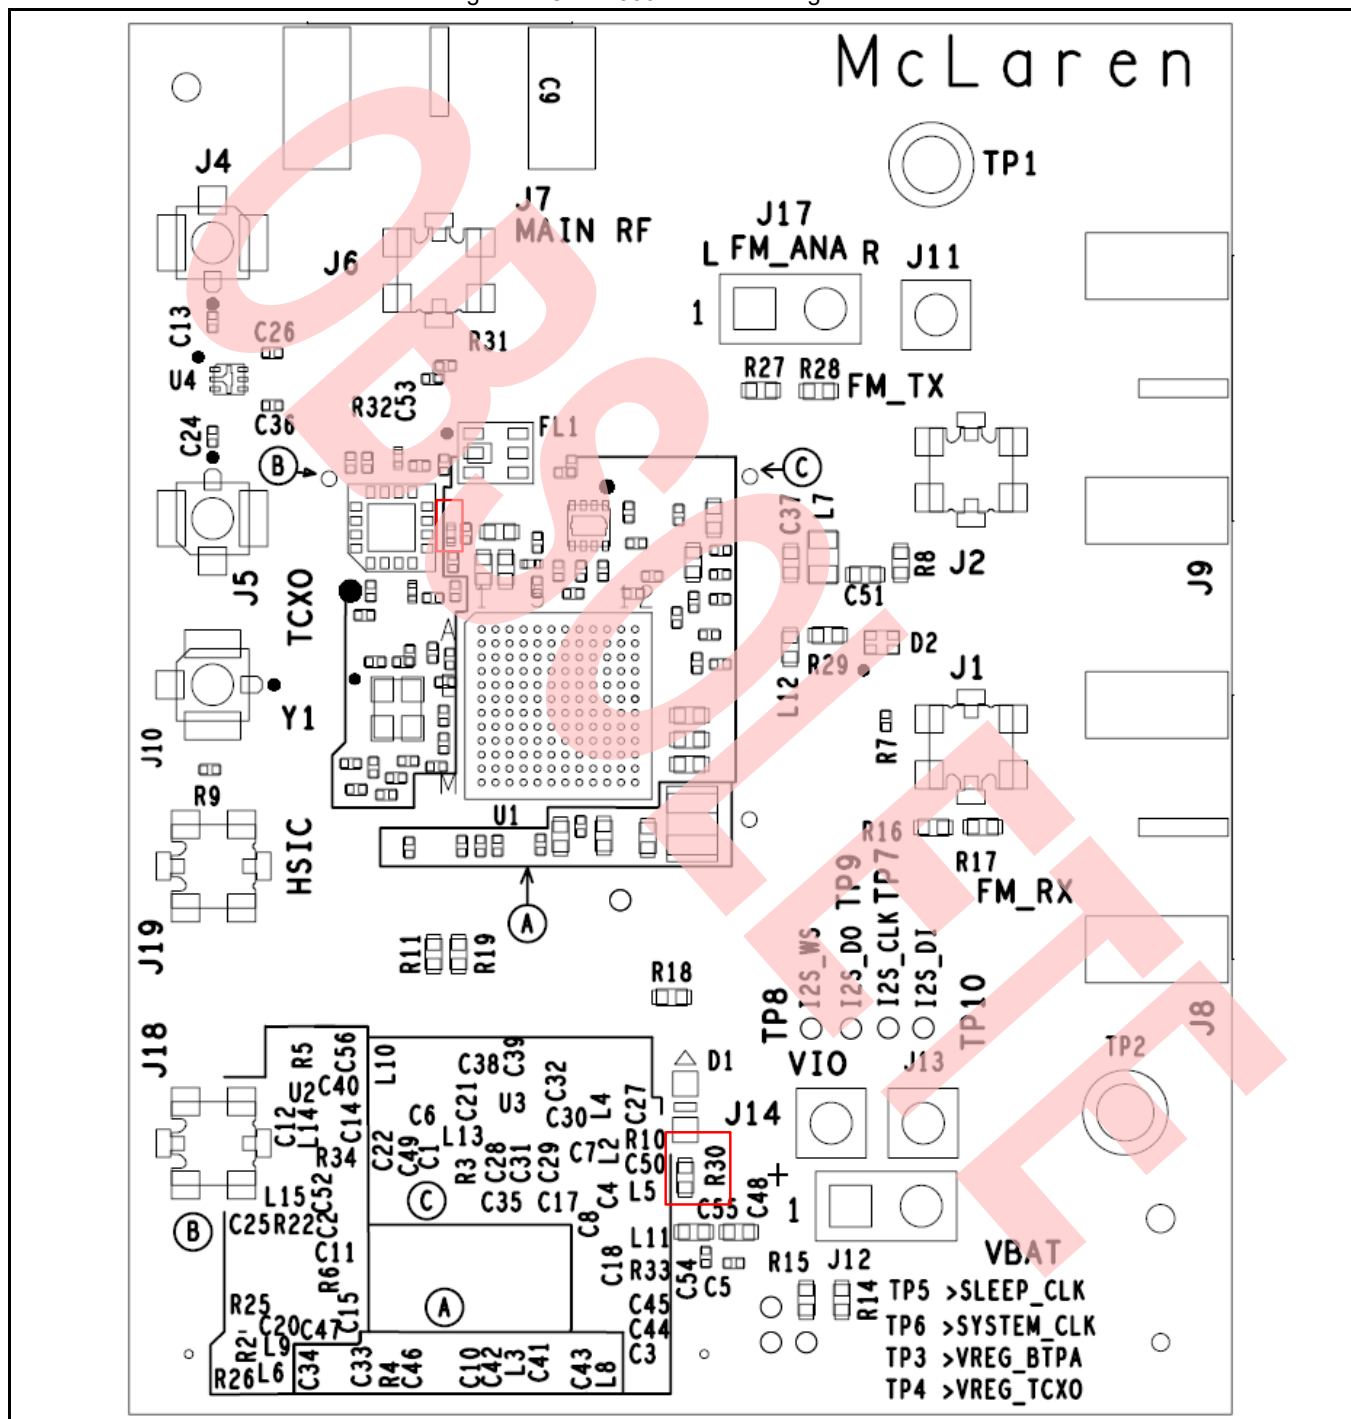 McLaren
C9
J4
TP1
J7
MAIN RF
J17
L FM_ANA R
J11
J6
1
C13
C26
R31
U4
R27 R28
FM_TX
R32
C53
C36
C24
FL1
B
C
C37
L7
R8
J2
J5
TCXO
C51
J9
A
D2
R29
L12
J1
Y1
J10
R7
M
R9
U1
R16
R17
HSIC
TP9
TP7
FM_RX
A
J19
R11
R19
I2S_WS
I2S_DO
I2S_CLK
I2S_DI
R18
TP8
TP10
J8
J18
R5
C56
L10
C38
C39
D1
VIO
J13
TP2
U2
C40
C21
U3
C32
C27
J14
C12
L14
C14
C6
C30
L4
L13
R10
C22
C49
C1
R3
C28
C31
C29
C7
L2
C50
R30
R34
L5
C48
L15
C52
C
C35
C17
C4
C55
1
B
C25
R22
C2
C8
L11
VBAT
C11
R6
C18
R33
C54
C5
R15
J12
R14
TP5 >SLEEP_CLK
R25
C15
A
C45
C20
C47
C44
TP6 >SYSTEM_CLK
R2
L9
C3
TP3 >VREG_BTPA
R26
L6
C34
C33
R4
C46
C10
C42
L3
C41
C43
L8
TP4 >VREG_TCXO
OBSOLETE